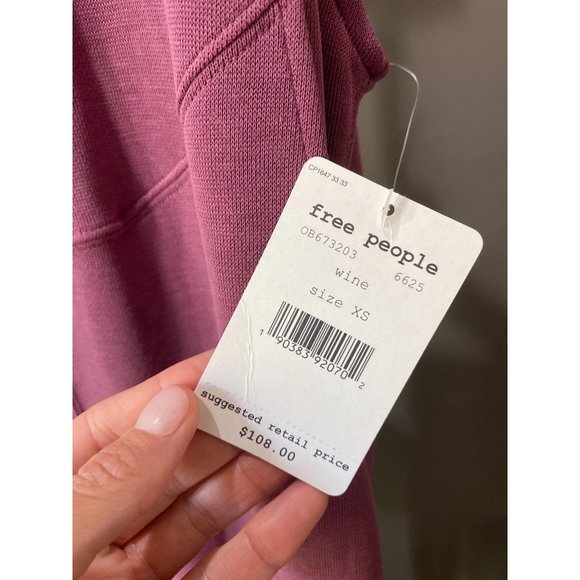 CP1647 33 33
free people
OB673203 6625
wine
size XS
1 90383 92070 2
suggested retail price
$108.00